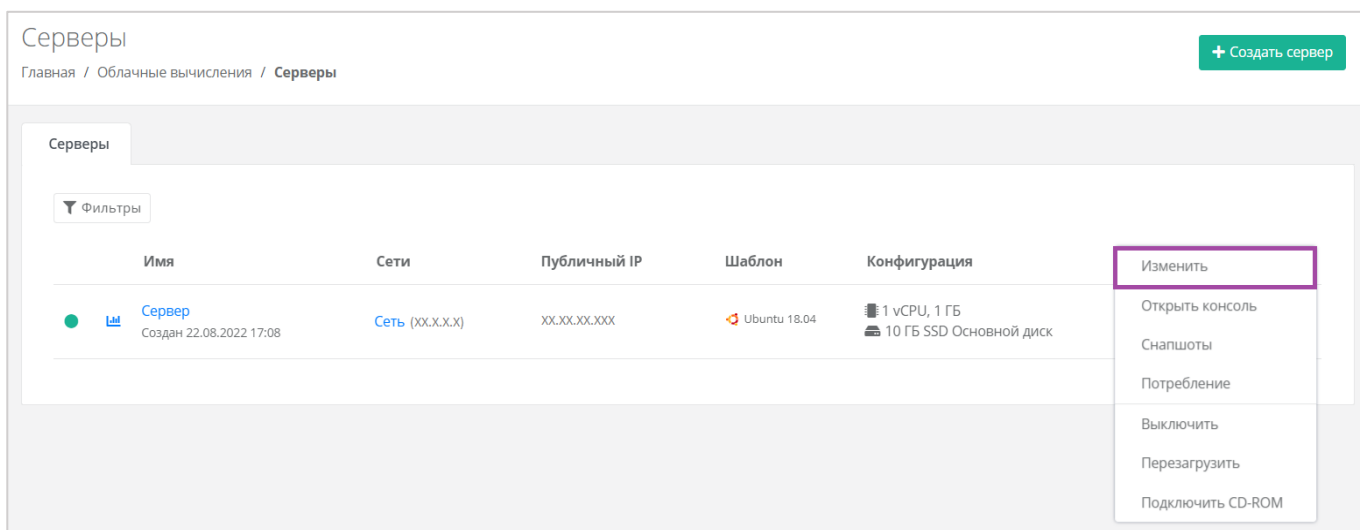 Серверы
+ Создать сервер
Главная / Облачные вычисления / Серверы
Серверы
Фильтры
Имя Сети Публичный IP Шаблон Конфигурация
Сервер
Создан 22.08.2022 17:08
Сеть (XX.X.X.X)
XX.XX.XX.XXX
Ubuntu 18.04
1 vCPU, 1 ГБ
10 ГБ SSD Основной диск
Изменить
Открыть консоль
Снапшоты
Потребление
Выключить
Перезагрузить
Подключить CD-ROM